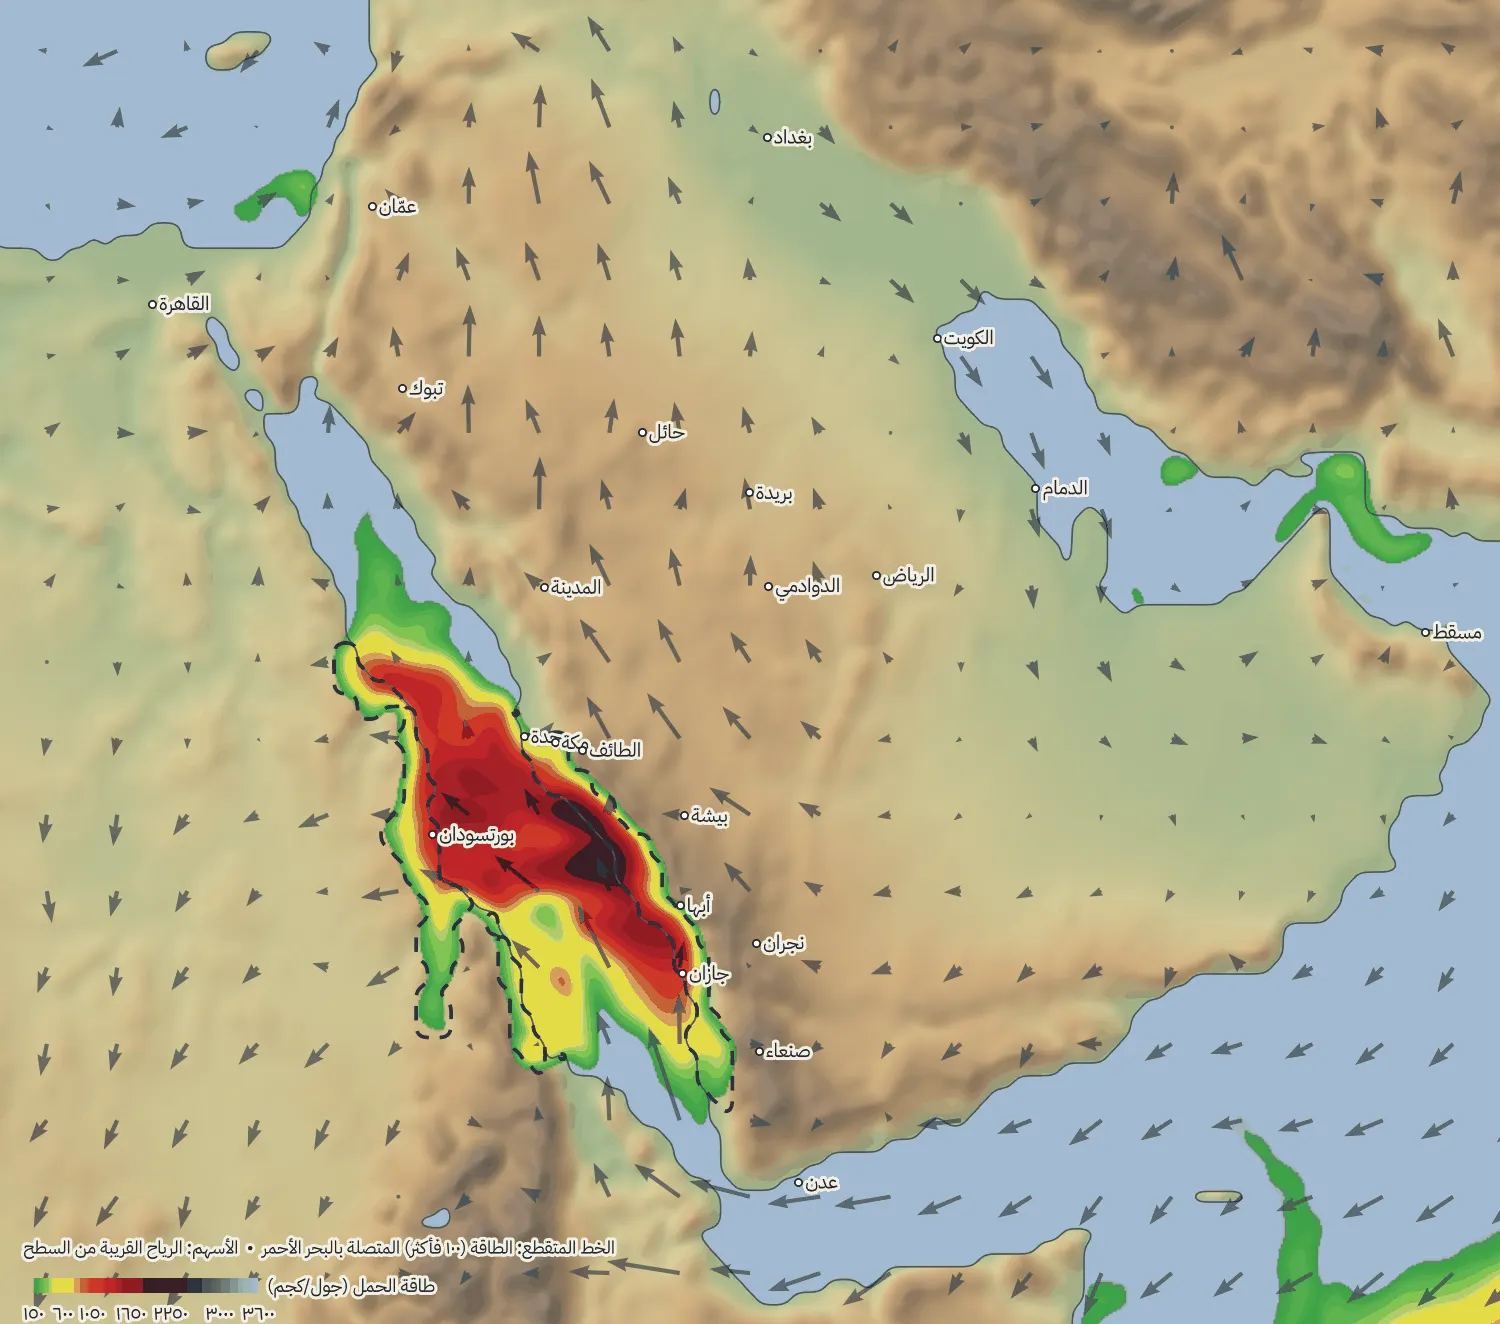 بغداد
عمّان
القاهرة
الكويت
تبوك
حائل
الدمام
بريدة
الرياض
الدوادمي
المدينة
مسقط
جدة
مكة
الطائف
بيشة
بورتسودان
أبها
نجران
جازان
صنعاء
عدن
الخط المتقطع: الطاقة (١٠٠ فأكثر) المتصلة بالبحر الأحمر • الأسهم: الرياح القريبة من السطح
طاقة الحمل (جول/كجم)
١٥٠ ٦٠٠ ١٠٥٠ ١٦٥٠ ٢٢٥٠ ٣٠٠٠ ٣٦٠٠